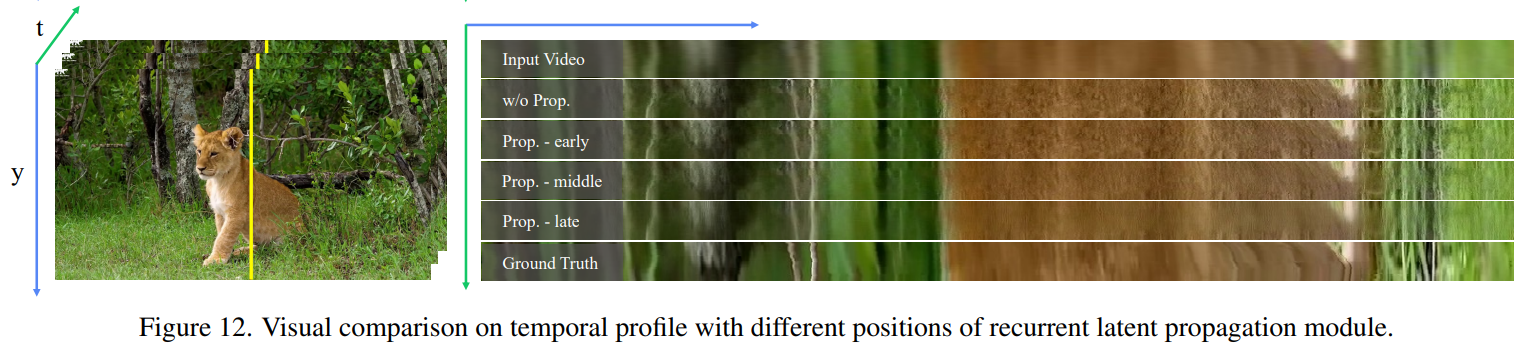 t
y
Input Video
w/o Prop.
Prop. - early
Prop. - middle
Prop. - late
Ground Truth
Figure 12. Visual comparison on temporal profile with different positions of recurrent latent propagation module.